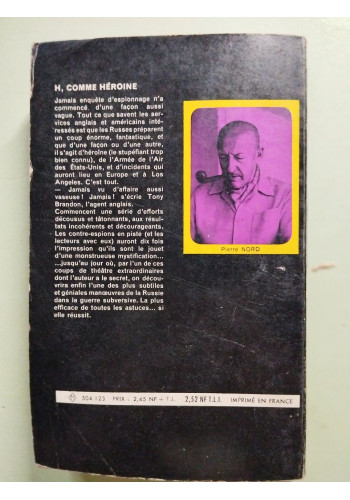 H, COMME HÉROÏNE
Jamais enquête d'espionnage n'a
commencé d'une façon aussi
vague. Tout ce que savent les ser-
vices anglais et américains inté-
ressés est que les Russes préparent
un coup énorme, fantastique, et
que d'une façon ou d'une autre,
il s'agit d'héroïne (le stupéfiant trop
bien connu), de l'Armée de l'Air
des États-Unis, et d'incidents qui
auront lieu en Europe et à Los
Angeles. C'est tout.
— Jamais vu d'affaire aussi
vaseuse ! Jamais ! s'écrie Tony
Brandon, l'agent anglais.
Commencent une série d'efforts
décousus et tâtonnants, aux résul-
tats incohérents et décourageants.
Les contre-espions en piste (et les
lecteurs avec eux) auront dix fois
l'impression qu'ils sont le jouet
d'une monstrueuse mystification...
...jusqu'au jour où, par l'un de ces
coups de théâtre extraordinaires
dont l'auteur a le secret, on décou-
vrira enfin l'une des plus subtiles
et géniales manœuvres de la Russie
dans la guerre subversive. La plus
efficace de toutes les astuces... si
elle réussit.
Pierre NORD
304.125 PRIX : 2,45 NF + T.L. 2,52 NF T.L.I. IMPRIMÉ EN FRANCE